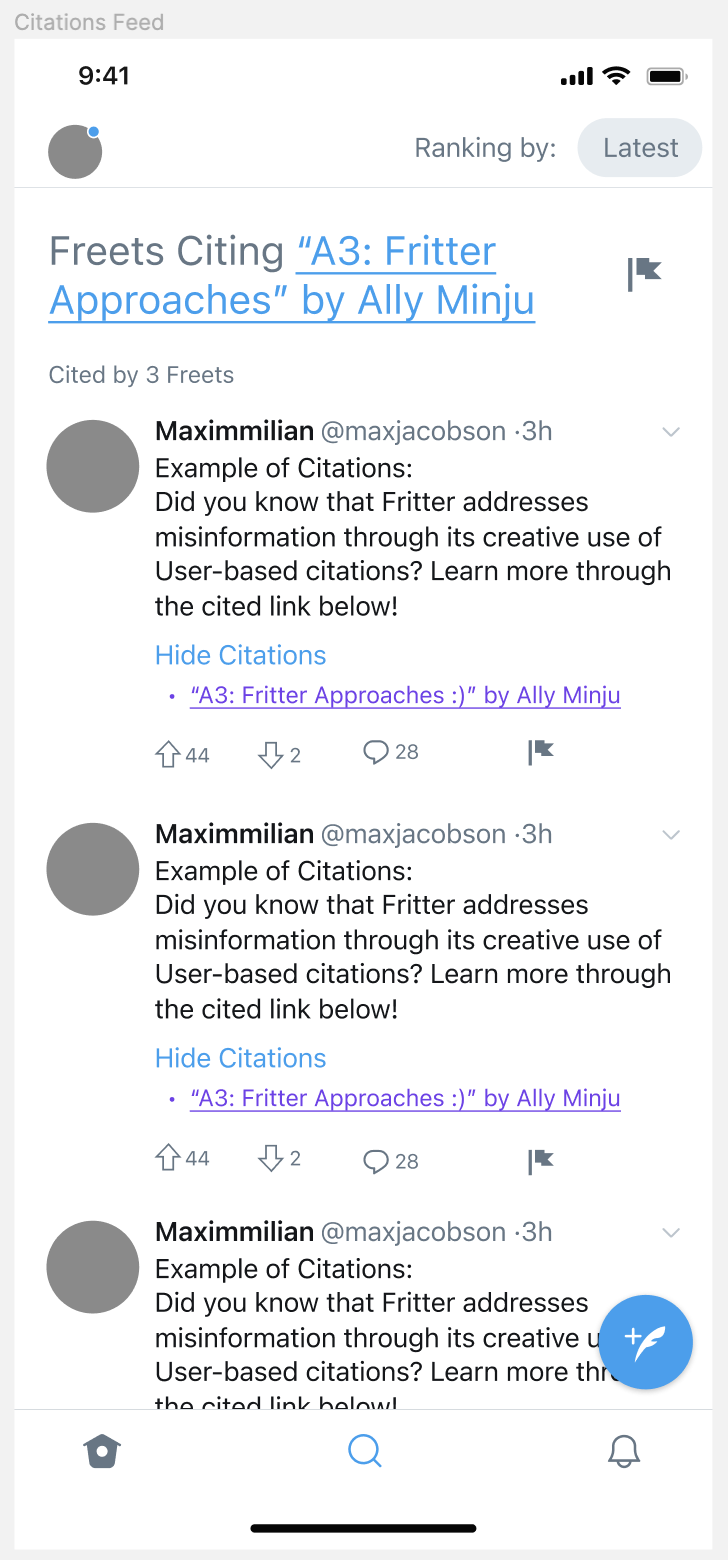 Citations Feed
9:41
Ranking by: Latest
Freets Citing “A3: Fritter
Approaches” by Ally Minju
Cited by 3 Freets
Maximmilian @maxjacobson ·3h
Example of Citations:
Did you know that Fritter addresses
misinformation through its creative use of
User-based citations? Learn more through
the cited link below!
Hide Citations
• “A3: Fritter Approaches :)” by Ally Minju
44 2 28
Maximmilian @maxjacobson ·3h
Example of Citations:
Did you know that Fritter addresses
misinformation through its creative use of
User-based citations? Learn more through
the cited link below!
Hide Citations
• “A3: Fritter Approaches :)” by Ally Minju
44 2 28
Maximmilian @maxjacobson ·3h
Example of Citations:
Did you know that Fritter addresses
misinformation through its creative
User-based citations? Learn more
the cited link below!